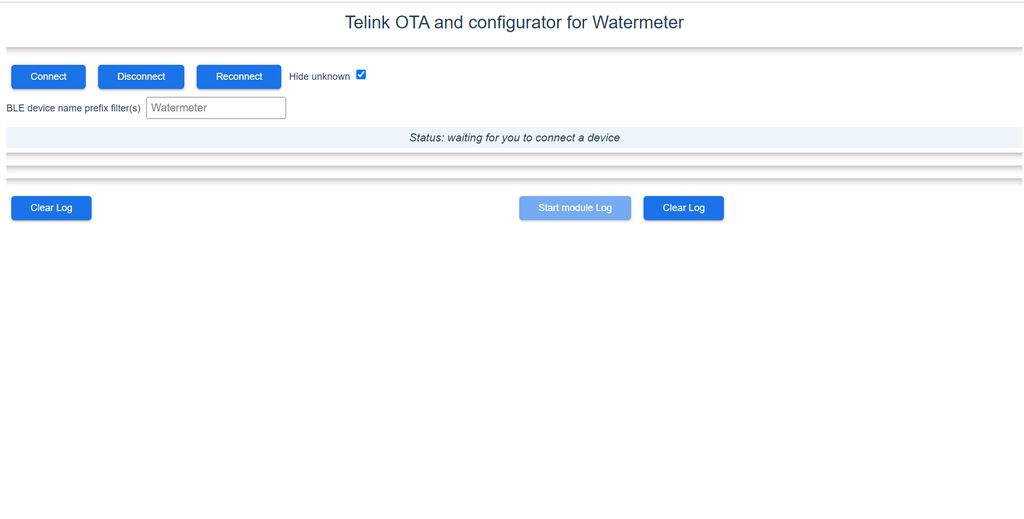 Telink OTA and configurator for Watermeter
Connect Disconnect Reconnect Hide unknown
BLE device name prefix filter(s) Watermeter
Status: waiting for you to connect a device
Clear Log Start module Log Clear Log